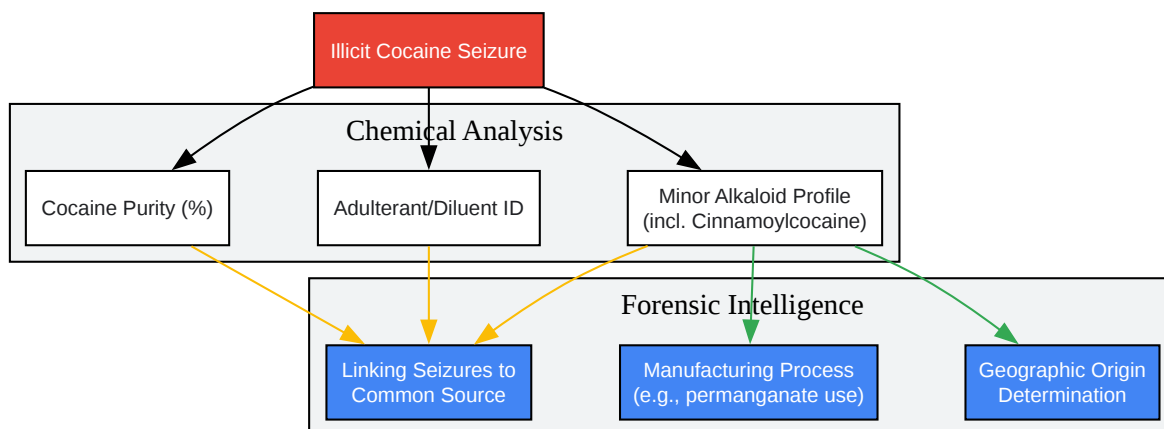 Illicit Cocaine Seizure
Chemical Analysis
Cocaine Purity (%)
Adulterant/Diluent ID
Minor Alkaloid Profile
(incl. Cinnamoylcocaine)
Forensic Intelligence
Linking Seizures to
Common Source
Manufacturing Process
(e.g., permanganate use)
Geographic Origin
Determination